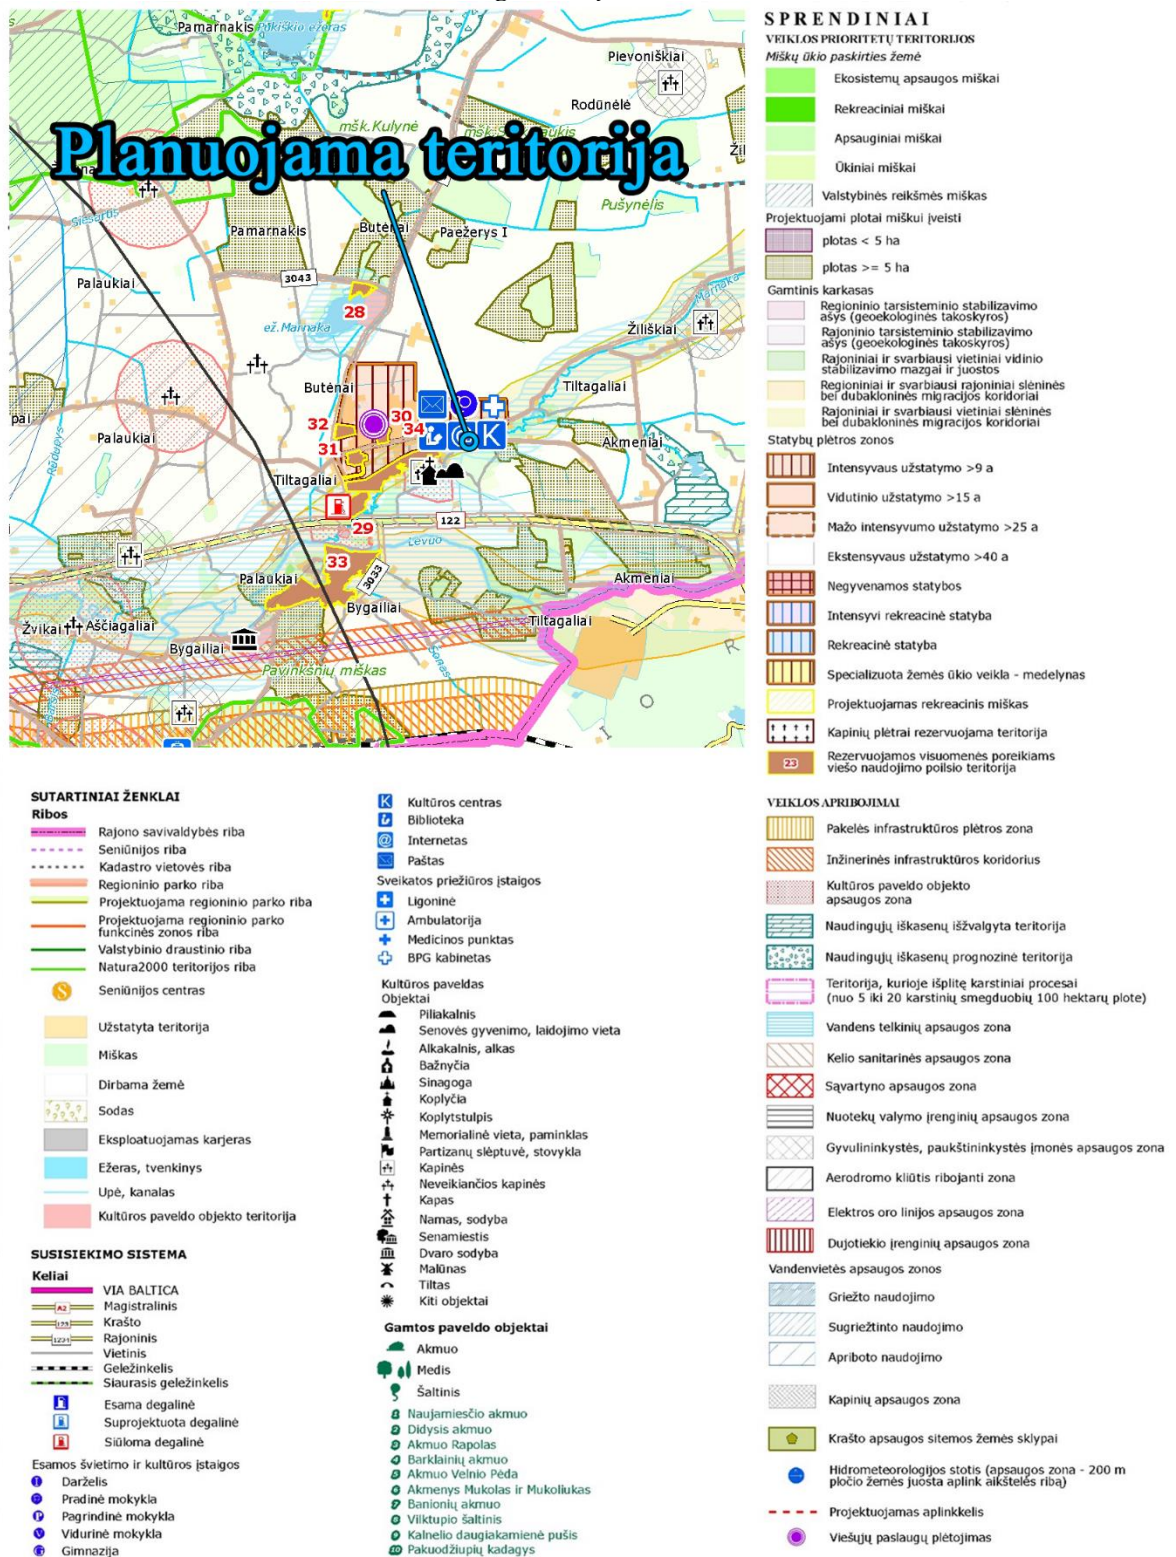 Pamarnakis
Pūkiškio ežeras
Pievoniškiai
Rodūnėlė
mšk.Kulynė
Planuojama teritorija
Siesartis
Pušynėlis
Pamarnakis
Butėnai
Paežerys I
Palaukiai
3043
ež.Marnaka
28
Marnaka
Žiliškiai
Butėnai
Tiltagaliai
pai
32
30
34
Palaukiai
31
Akmeniai
Tiltagaliai
122
29
Lėvuo
33
3033
Palaukiai
Akmeniai
Bygailiai
Žvikai
Aščiagaliai
Tiltagaliai
Bygailiai
Pavinkšnių miškas
SPRENDINIAI
VEIKLOS PRIORITETŲ TERITORIJOS
Miškų ūkio paskirties žemė
Ekosistemų apsaugos miškai
Rekreaciniai miškai
Apsauginiai miškai
Ūkiniai miškai
Valstybinės reikšmės miškas
Projektuojami plotai miškui įveisti
plotas < 5 ha
plotas >= 5 ha
Gamtinis karkasas
Regioninio tarsisteminio stabilizavimo
ašys (geoekologinės takoskyros)
Rajoninio tarsisteminio stabilizavimo
ašys (geoekologinės takoskyros)
Rajoniniai ir svarbiausi vietiniai vidinio
stabilizavimo mazgai ir juostos
Regioniniai ir svarbiausi rajoniniai slėninės
bei dubakloninės migracijos koridoriai
Rajoniniai ir svarbiausi vietiniai slėninės
bei dubakloninės migracijos koridoriai
Statybų plėtros zonos
Intensyvaus užstatymo >9 a
Vidutinio užstatymo >15 a
Mažo intensyvumo užstatymo >25 a
Ekstensyvaus užstatymo >40 a
Negyvenamos statybos
Intensyvi rekreacinė statyba
Rekreacinė statyba
Specializuota žemės ūkio veikla - medelynas
Projektuojamas rekreacinis miškas
Kapinių plėtrai rezervuojama teritorija
23
Rezervuojamos visuomenės poreikiams
viešo naudojimo poilsio teritorija
SUTARTINIAI ŽENKLAI
Ribos
Rajono savivaldybės riba
Seniūnijos riba
Kadastro vietovės riba
Regioninio parko riba
Projektuojama regioninio parko riba
Projektuojama regioninio parko
funkcinės zonos riba
Valstybinio draustinio riba
Natura2000 teritorijos riba
S Seniūnijos centras
Užstatyta teritorija
Miškas
Dirbama žemė
Sodas
Eksploatuojamas karjeras
Ežeras, tvenkinys
Upė, kanalas
Kultūros paveldo objekto teritorija
SUSISIEKIMO SISTEMA
Keliai
VIA BALTICA
A2 Magistralinis
Krašto
Rajoninis
Vietinis
Geležinkelis
Siaurasis geležinkelis
Esama degalinė
Suprojektuota degalinė
Siūloma degalinė
Esamos švietimo ir kultūros įstaigos
Darželis
Pradinė mokykla
Pagrindinė mokykla
Vidurinė mokykla
Gimnazija
K Kultūros centras
Biblioteka
@ Internetas
Paštas
Sveikatos priežiūros įstaigos
Ligoninė
Ambulatorija
Medicinos punktas
BPG kabinetas
Kultūros paveldas
Objektai
Piliakalnis
Senovės gyvenimo, laidojimo vieta
Alkakalnis, alkas
Bažnyčia
Sinagoga
Koplyčia
Koplytstulpis
Memorialinė vieta, paminklas
Partizanų slėptuvė, stovykla
Kapinės
Neveikiančios kapinės
Kapas
Namas, sodyba
Senamiestis
Dvaro sodyba
Malūnas
Tiltas
Kiti objektai
Gamtos paveldo objektai
Akmuo
Medis
Šaltinis
Naujamiesčio akmuo
Didysis akmuo
Akmuo Rapolas
Barklainių akmuo
Akmuo Velnio Pėda
Akmenys Mukolas ir Mukoliukas
Banionių akmuo
Vilktupio šaltinis
Kalnelio daugiakamienė pušis
Pakuodžiupių kadagys
VEIKLOS APRIBOJIMAI
Pakelės infrastruktūros plėtros zona
Inžinerinės infrastruktūros koridorius
Kultūros paveldo objekto
apsaugos zona
Naudingųjų iškasenų išžvalgyta teritorija
Naudingųjų iškasenų prognozinė teritorija
Teritorija, kurioje išplitę karstiniai procesai
(nuo 5 iki 20 karstinių smegduobių 100 hektarų plote)
Vandens telkinių apsaugos zona
Kelio sanitarinės apsaugos zona
Sąvartyno apsaugos zona
Nuotekų valymo įrenginių apsaugos zona
Gyvulininkystės, paukštininkystės įmonės apsaugos zona
Aerodromo kliūtis ribojanti zona
Elektros oro linijos apsaugos zona
Dujotiekio įrenginių apsaugos zona
Vandenvietės apsaugos zonos
Griežto naudojimo
Sugriežtinto naudojimo
Apriboto naudojimo
Kapinių apsaugos zona
Krašto apsaugos sitemos žemės sklypai
Hidrometeorologijos stotis (apsaugos zona - 200 m
pločio žemės juosta aplink aikštelės ribą)
Projektuojamas aplinkkelis
Viešųjų paslaugų plėtojimas